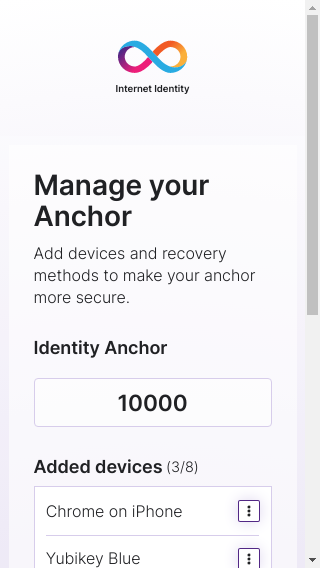 Internet Identity
Manage your
Anchor
Add devices and recovery
methods to make your anchor
more secure.
Identity Anchor
10000
Added devices (3/8)
Chrome on iPhone
Yubikey Blue